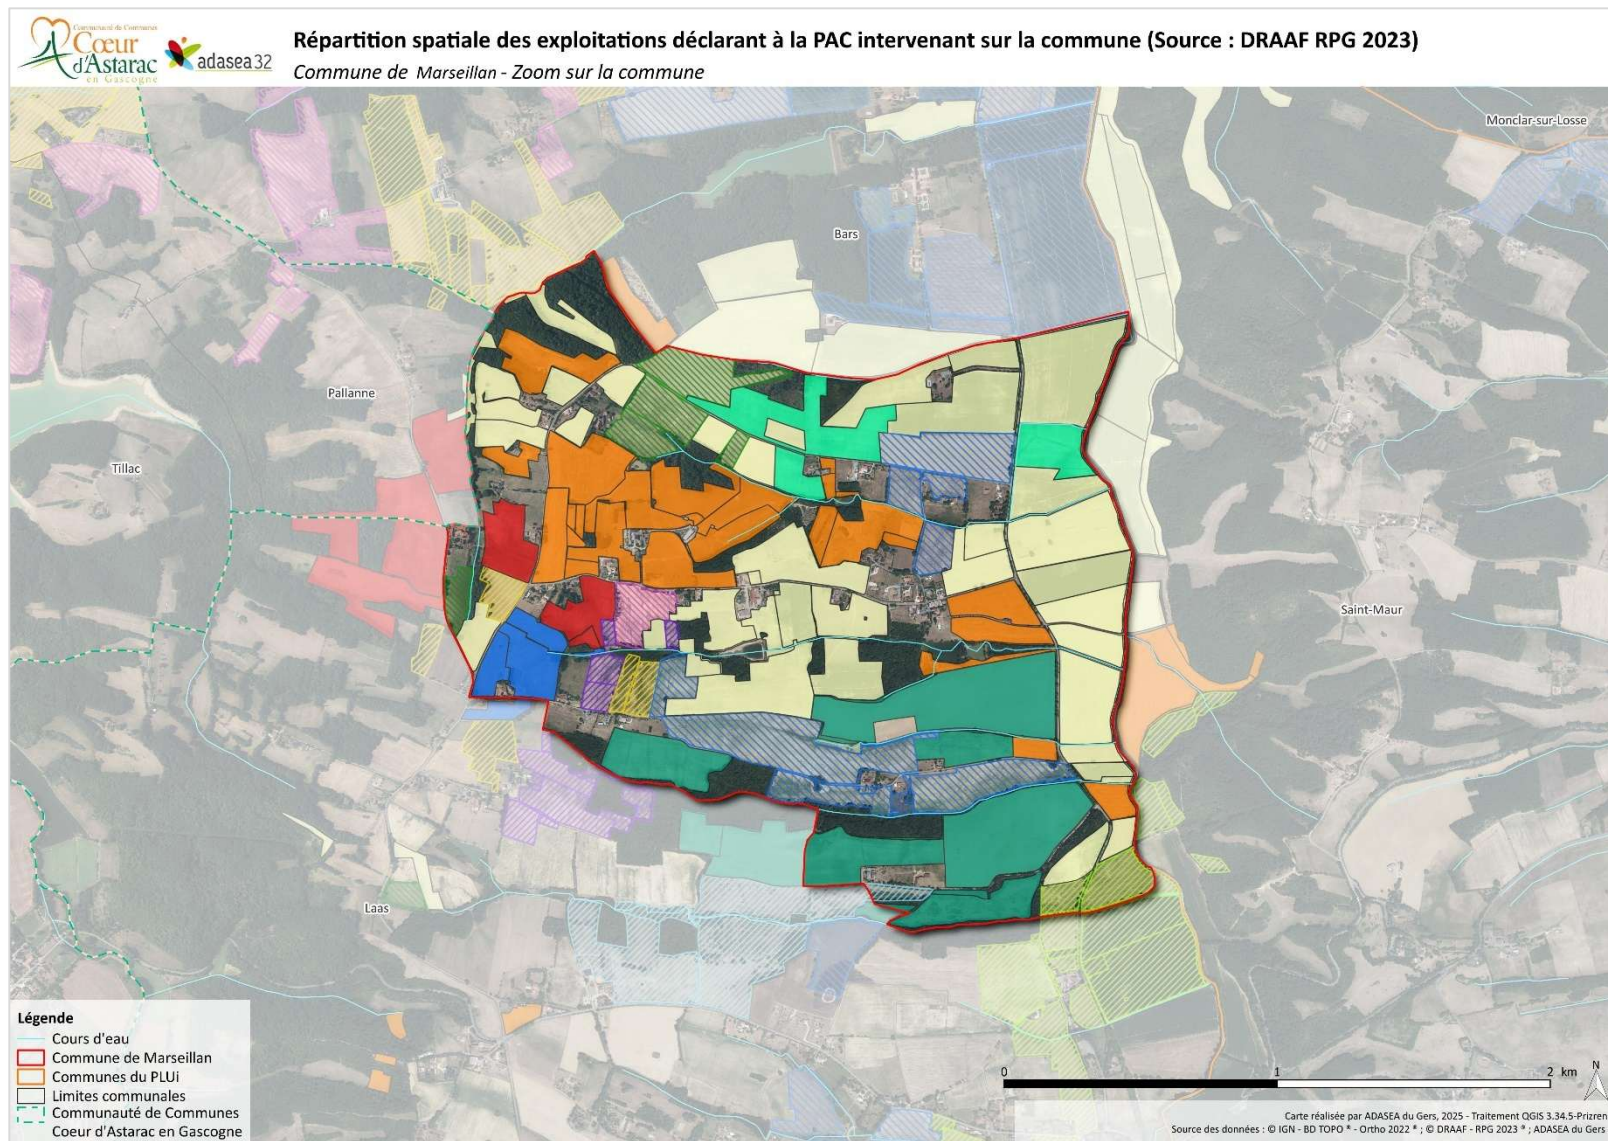 Communauté de Communes
Cœur
d'Astarac
en Gascogne
adasea32
Répartition spatiale des exploitations déclarant à la PAC intervenant sur la commune (Source : DRAAF RPG 2023)
Commune de Marseillan - Zoom sur la commune
Monclar-sur-Losse
Bars
Pallanne
Tillac
Saint-Maur
Laas
Légende
Cours d'eau
Commune de Marseillan
Communes du PLUi
Limites communales
Communauté de Communes
Coeur d'Astarac en Gascogne
0 1 2 km
N
Carte réalisée par ADASEA du Gers, 2025 - Traitement QGIS 3.34.5-Prizren
Source des données : © IGN - BD TOPO ® - Ortho 2022 ® ; © DRAAF - RPG 2023 ® ; ADASEA du Gers